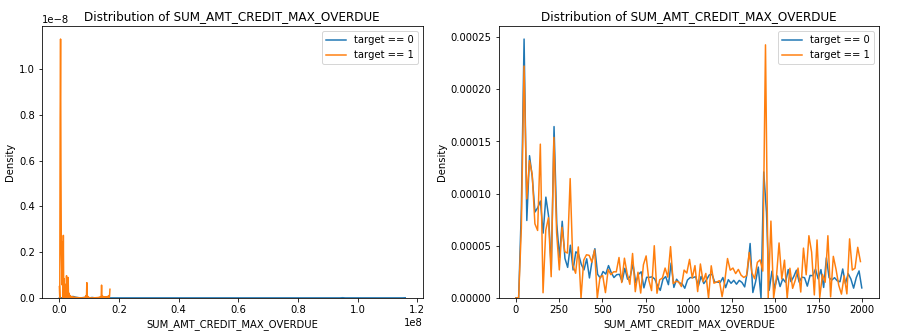 Distribution of SUM_AMT_CREDIT_MAX_OVERDUE
1e−8
target == 0
target == 1
Density
1.0
0.8
0.6
0.4
0.2
0.0
0.0 0.2 0.4 0.6 0.8 1.0 1.2
1e8
SUM_AMT_CREDIT_MAX_OVERDUE
Distribution of SUM_AMT_CREDIT_MAX_OVERDUE
target == 0
target == 1
Density
0.00025
0.00020
0.00015
0.00010
0.00005
0.00000
0 250 500 750 1000 1250 1500 1750 2000
SUM_AMT_CREDIT_MAX_OVERDUE